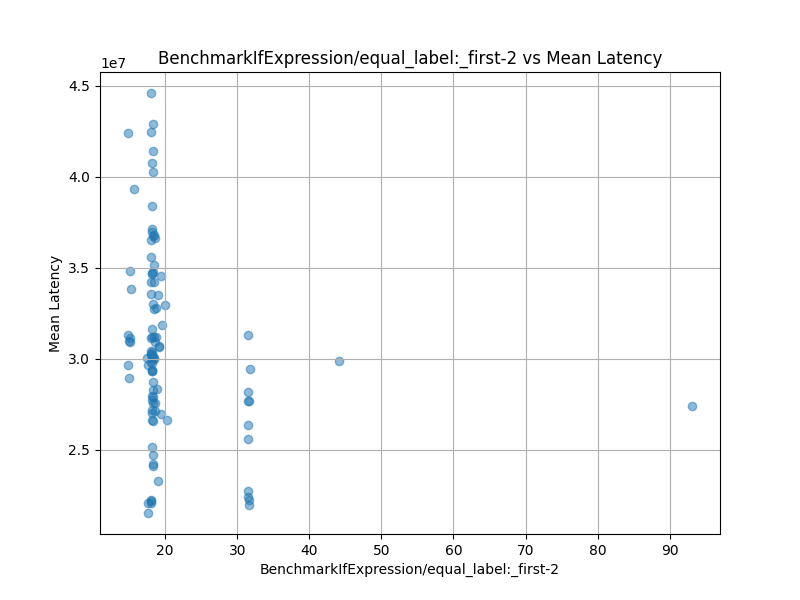 BenchmarkIfExpression/equal_label:_first-2 vs Mean Latency
1e7
4.5
4.0
3.5
3.0
2.5
Mean Latency
20 30 40 50 60 70 80 90
BenchmarkIfExpression/equal_label:_first-2